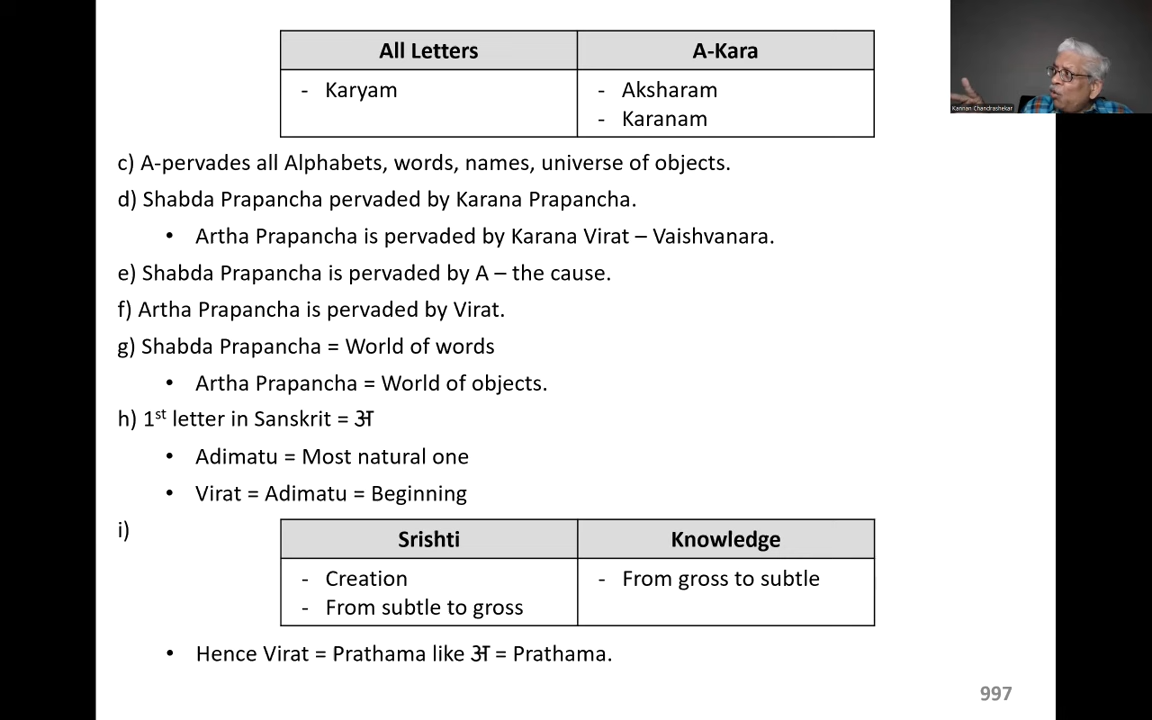 All Letters A-Kara
- Karyam - Aksharam
- Karanam
Kannan Chandrashekar
c) A-pervades all Alphabets, words, names, universe of objects.
d) Shabda Prapancha pervaded by Karana Prapancha.
• Artha Prapancha is pervaded by Karana Virat – Vaishvanara.
e) Shabda Prapancha is pervaded by A – the cause.
f) Artha Prapancha is pervaded by Virat.
g) Shabda Prapancha = World of words
• Artha Prapancha = World of objects.
h) 1st letter in Sanskrit = अ
• Adimatu = Most natural one
• Virat = Adimatu = Beginning
i)
Srishti Knowledge
- Creation - From gross to subtle
- From subtle to gross
• Hence Virat = Prathama like अ = Prathama.
997